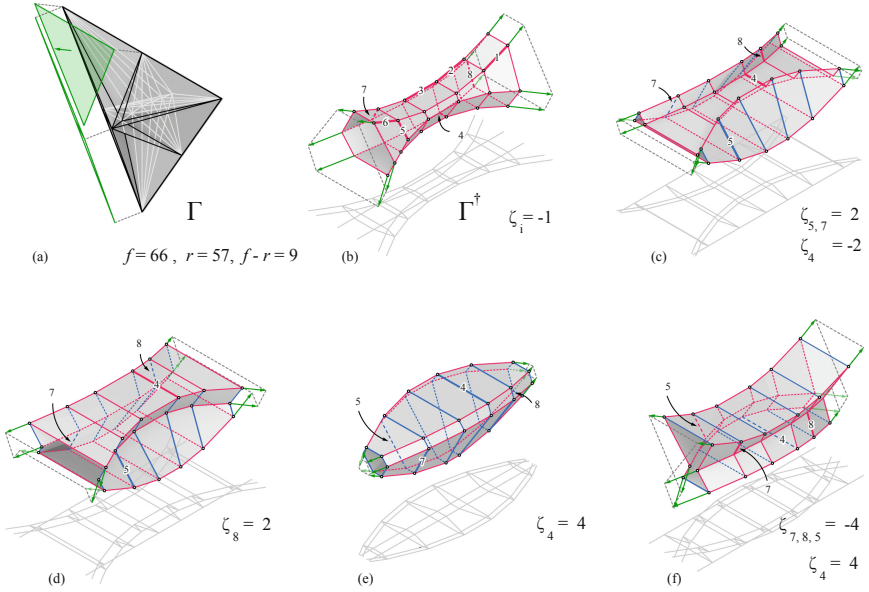 Γ
(a)
f = 66 , r = 57, f - r = 9
1
2
3
8
7
6
5
4
Γ†
ζi = -1
(b)
8
7
4
5
ζ5, 7 = 2
ζ4 = -2
(c)
8
7
4
5
ζ8 = 2
(d)
4
5
8
7
ζ4 = 4
(e)
5
8
4
7
ζ7, 8, 5 = -4
ζ4 = 4
(f)